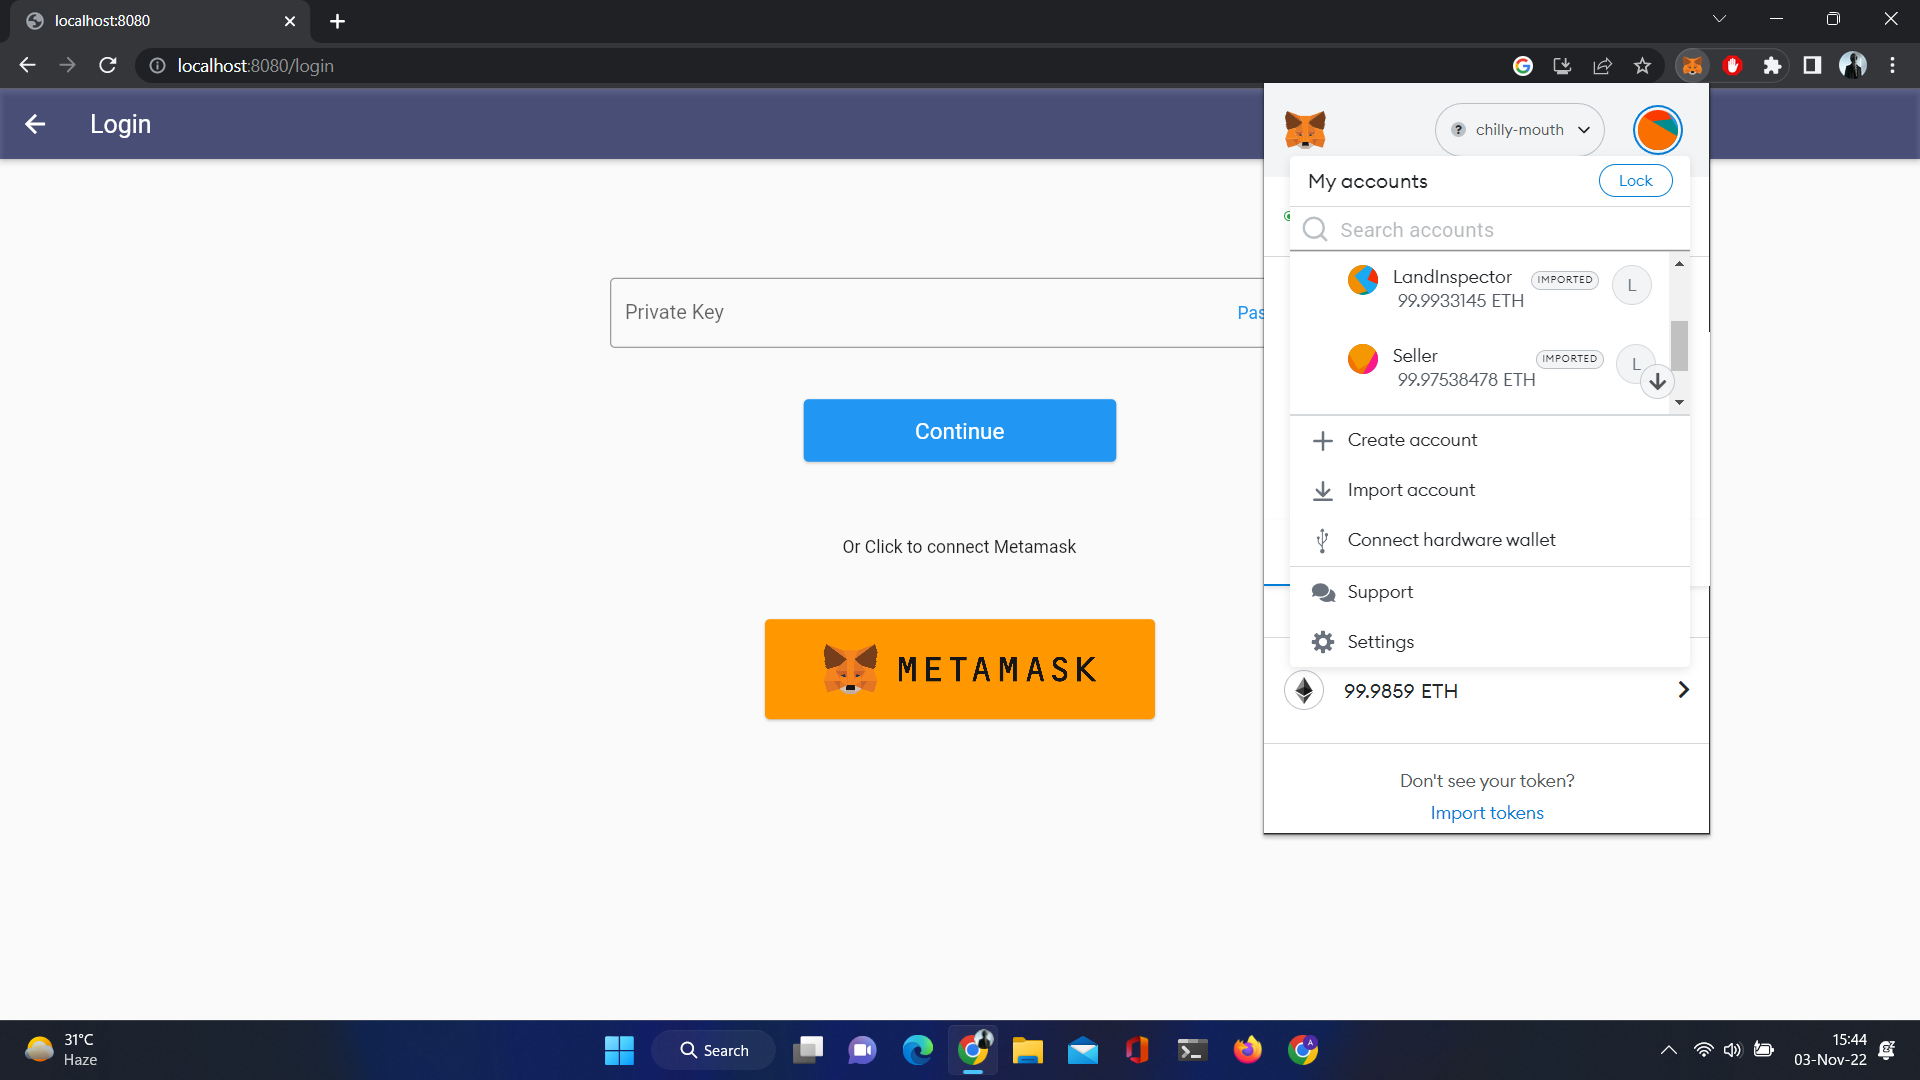 localhost:8080
localhost:8080/login
Login
chilly-mouth
My accounts
Lock
Search accounts
LandInspector IMPORTED L
99.9933145 ETH
Private Key
Seller IMPORTED L
99.97538478 ETH
Continue
Create account
Import account
Connect hardware wallet
Or Click to connect Metamask
Support
Settings
METAMASK
99.9859 ETH
Don't see your token?
Import tokens
31°C
Haze
Search
15:44
03-Nov-22